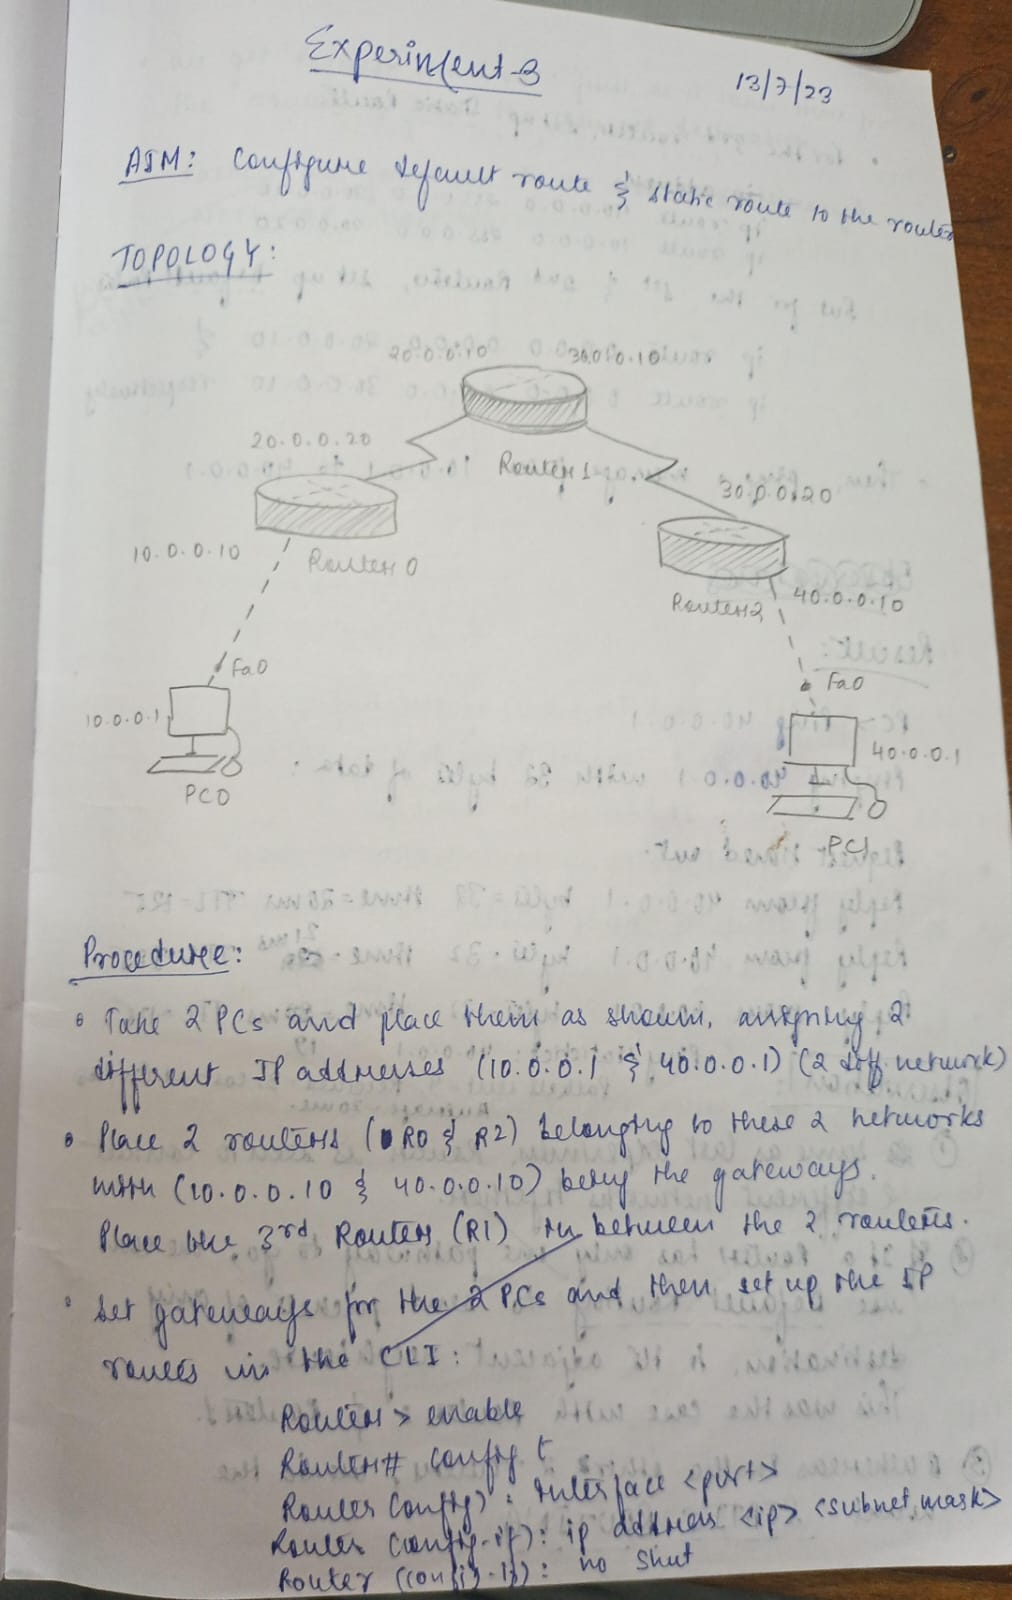 Experiment-3
13/7/23
AIM: Configure default route & static route to the router
TOPOLOGY:
20.0.0.10 30.0.0.10
20.0.0.20
Router 1
30.0.0.20
10.0.0.10
Router 0
Router 2
40.0.0.10
Fa0
Fa0
10.0.0.1
40.0.0.1
PC0
PC1
Procedure:
Take 2 PCs and place them as shown, assigning 2
different IP addresses (10.0.0.1 & 40.0.0.1) (2 diff. network)
Place 2 routers (R0 & R2) belonging to these 2 networks
with (10.0.0.10 & 40.0.0.10) being the gateways.
Place the 3rd Router (R1) in between the 2 routers.
Set gateways for the 2 PCs and then set up the IP
routes in the CLI:
Router > enable
Router# config t
Router config): interface <port>
Router config-if): ip address <ip> <subnet mask>
Router (config-if): no shut